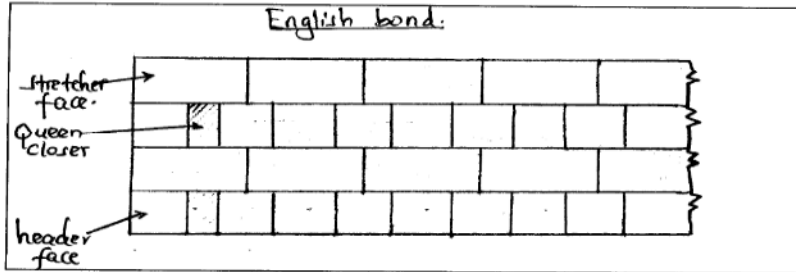 English bond.
stretcher
face.
Queen
closer
header
face